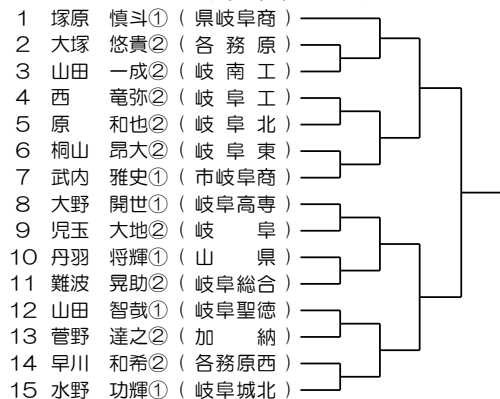 1 塚原 慎斗① ( 県岐阜商 )
2 大塚 悠貴② ( 各務原 )
3 山田 一成② ( 岐南工 )
4 西 竜弥② ( 岐阜工 )
5 原 和也② ( 岐阜北 )
6 桐山 昂大② ( 岐阜東 )
7 武内 雅史① ( 市岐阜商 )
8 大野 開世① ( 岐阜高専 )
9 児玉 大地② ( 岐阜 )
10 丹羽 将輝① ( 山県 )
11 難波 晃助② ( 岐阜総合 )
12 山田 智哉① ( 岐阜聖徳 )
13 菅野 達之② ( 加納 )
14 早川 和希② ( 各務原西 )
15 水野 功輝① ( 岐阜城北 )